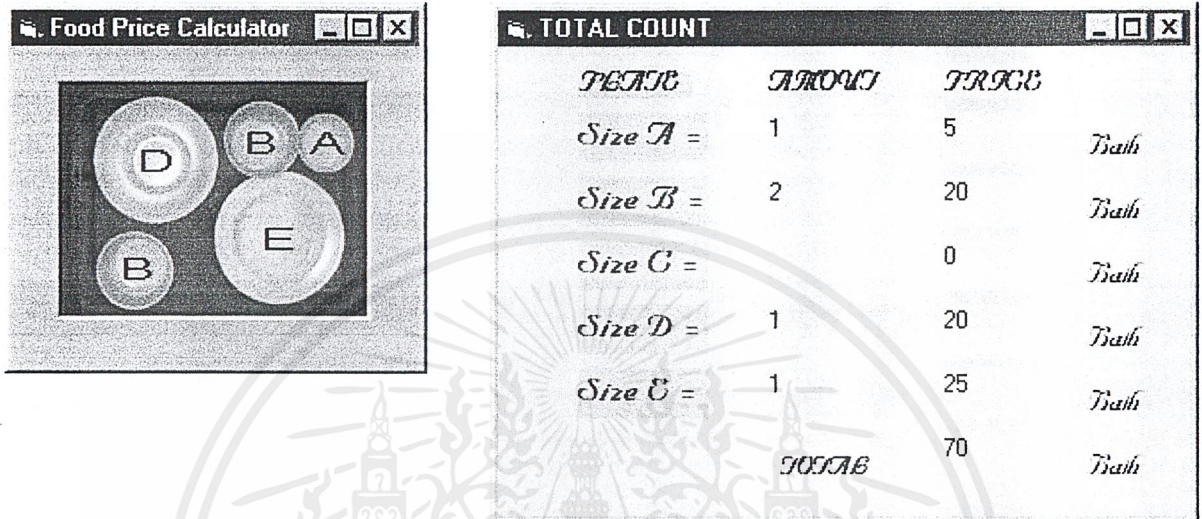 Food Price Calculator
D B A
E
B
TOTAL COUNT
PLATE AMOUT PRICE
Size A = 1 5 Bath
Size B = 2 20 Bath
Size C = 0 Bath
Size D = 1 20 Bath
Size E = 1 25 Bath
TOTAL 70 Bath